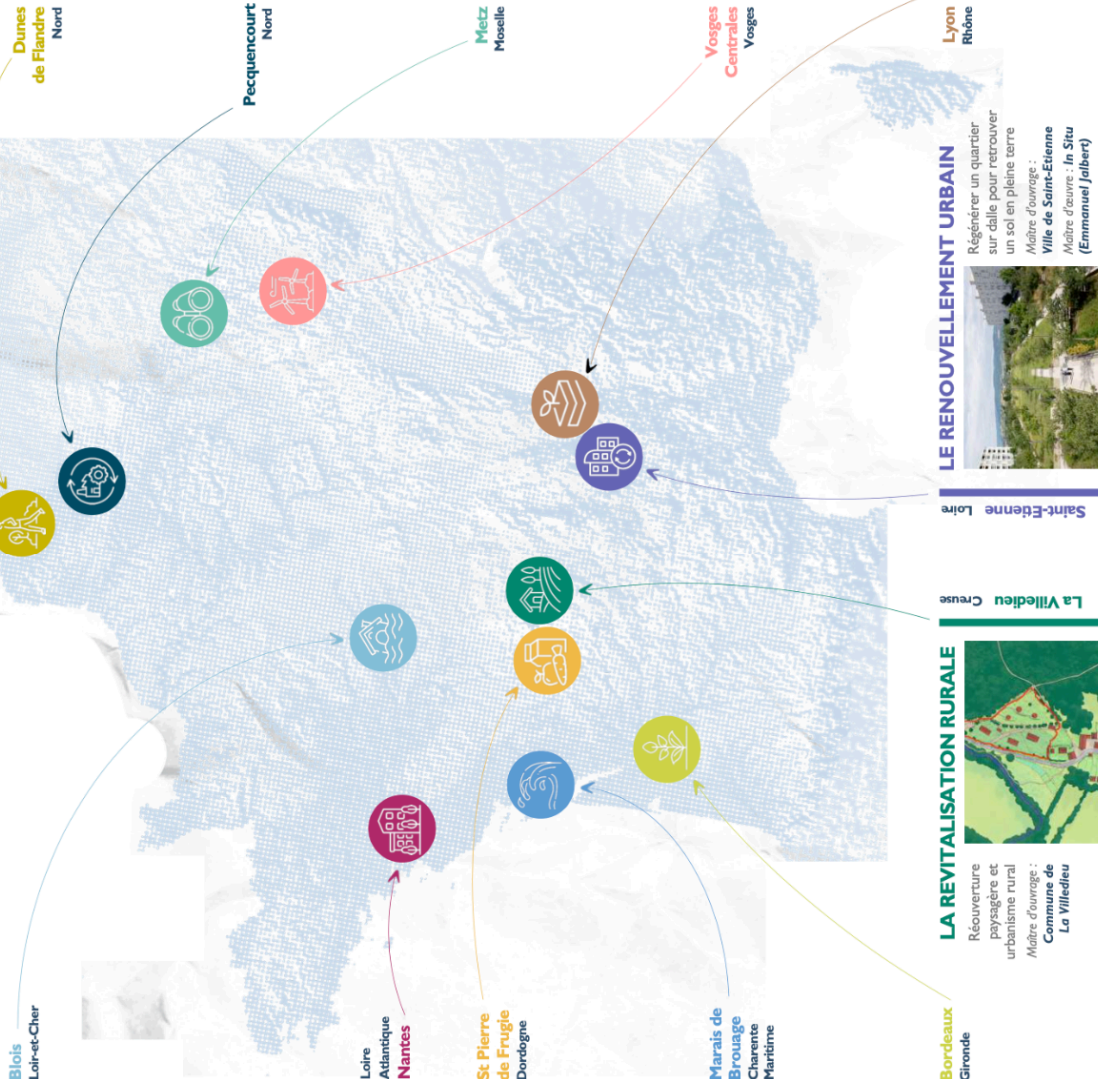 Dunes
de Flandre
Nord
Pecquencourt
Nord
Metz
Moselle
Vosges
Centrales
Vosges
Lyon
Rhône
Blois
Loir-et-Cher
Loire
Adantique
Nantes
St Pierre
de Frugie
Dordogne
Marais de
Brouage
Charente
Maritime
Bordeaux
Gironde
LA REVITALISATION RURALE
Réouverture
paysagère et
urbanisme rural
Maître d'ouvrage :
Commune de
La Villedieu
La Villedieu Creuse
Saint-Etienne Loire
LE RENOUVELLEMENT URBAIN
Régénérer un quartier
sur dalle pour retrouver
un sol en pleine terre
Maître d'ouvrage :
Ville de Saint-Etienne
Maître d'œuvre : In Situ
(Emmanuel Jalbert)